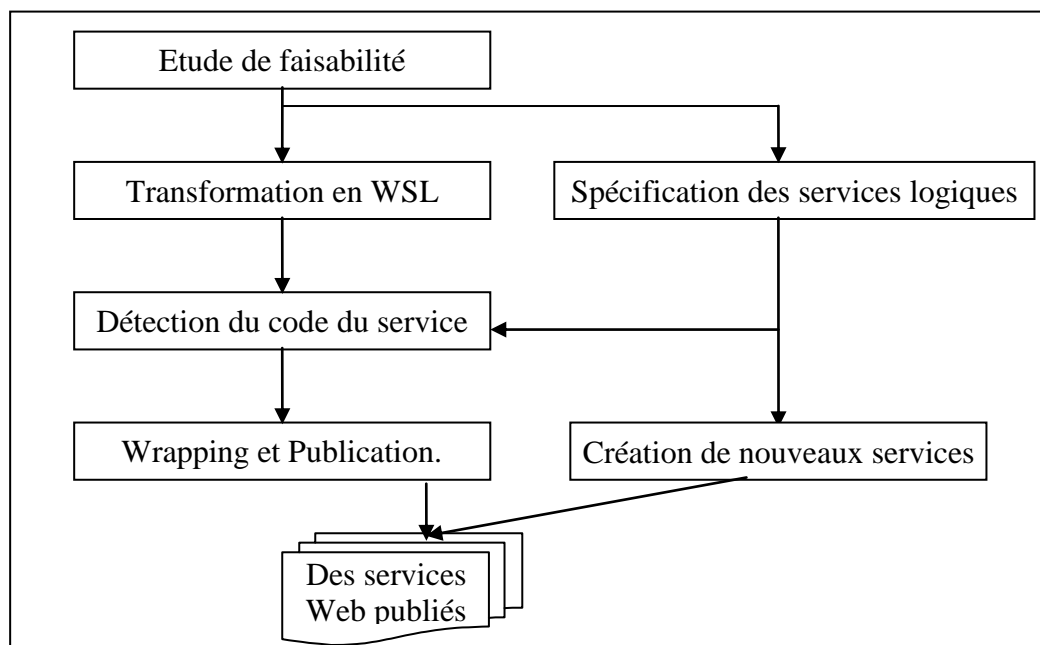 Etude de faisabilité
Transformation en WSL
Spécification des services logiques
Détection du code du service
Wrapping et Publication.
Création de nouveaux services
Des services
Web publiés